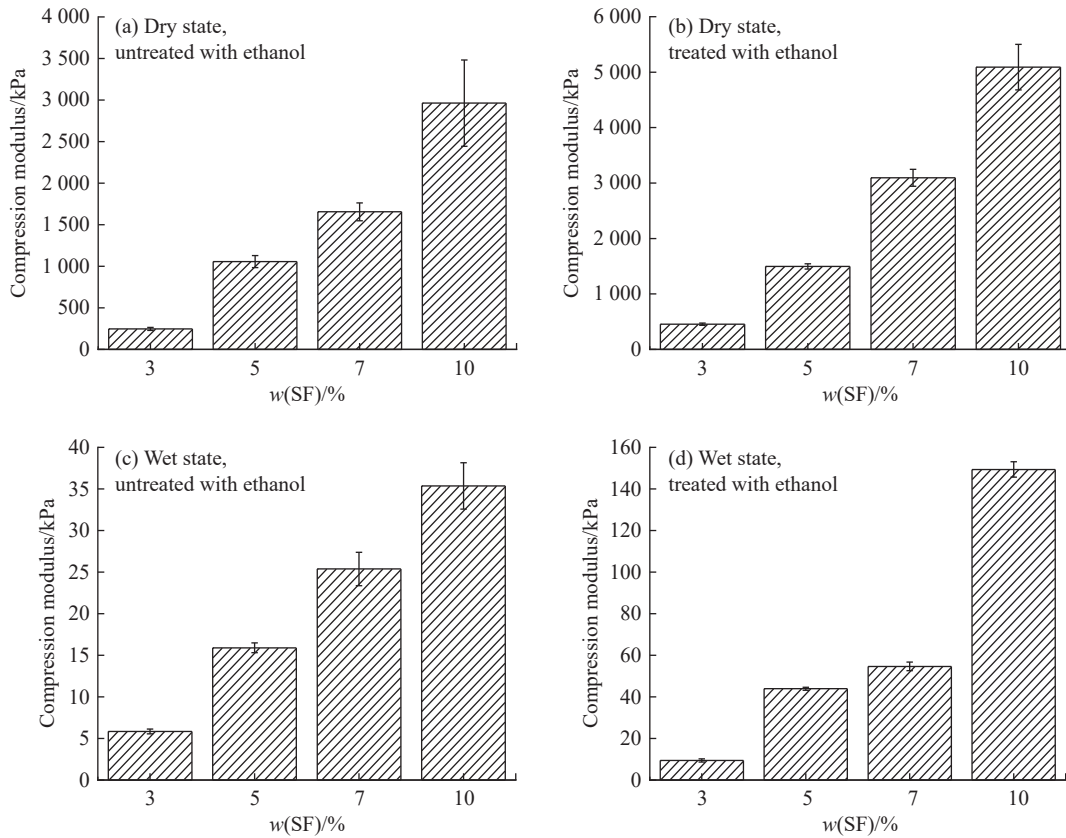 (a) Dry state,
untreated with ethanol
Compression modulus/kPa
4 000
3 000
2 500
2 000
1 500
1 000
500
0
3 5 7 10
w(SF)/%
(b) Dry state,
treated with ethanol
Compression modulus/kPa
6 000
5 000
3 000
2 000
1 000
0
3 5 7 10
w(SF)/%
(c) Wet state,
untreated with ethanol
Compression modulus/kPa
40
35
30
25
20
15
10
5
0
3 5 7 10
w(SF)/%
(d) Wet state,
treated with ethanol
Compression modulus/kPa
160
140
120
100
80
60
40
20
0
3 5 7 10
w(SF)/%